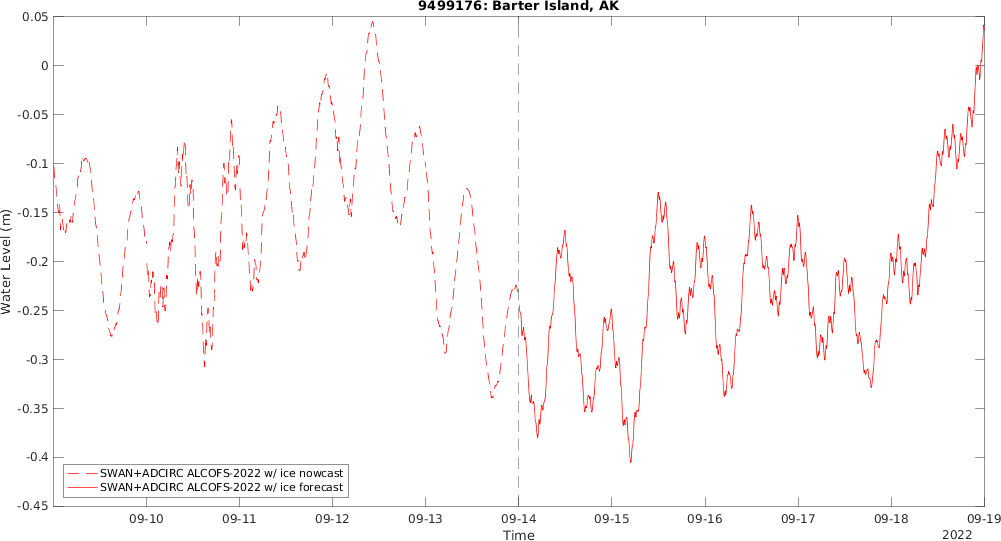 9499176: Barter Island, AK
0.05
0
-0.05
-0.1
-0.15
-0.2
-0.25
-0.3
-0.35
-0.4
-0.45
Water Level (m)
SWAN+ADCIRC ALCOFS-2022 w/ ice nowcast
SWAN+ADCIRC ALCOFS-2022 w/ ice forecast
09-10 09-11 09-12 09-13 09-14 09-15 09-16 09-17 09-18 09-19
Time
2022